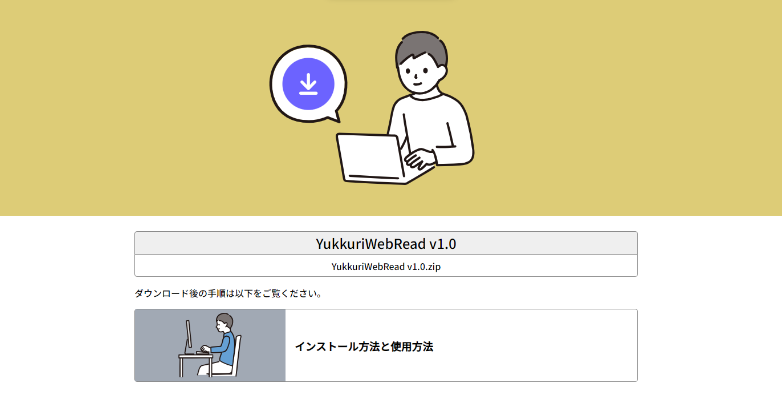 YukkuriWebRead v1.0
YukkuriWebRead v1.0.zip
ダウンロード後の手順は以下をご覧ください。
インストール方法と使用方法